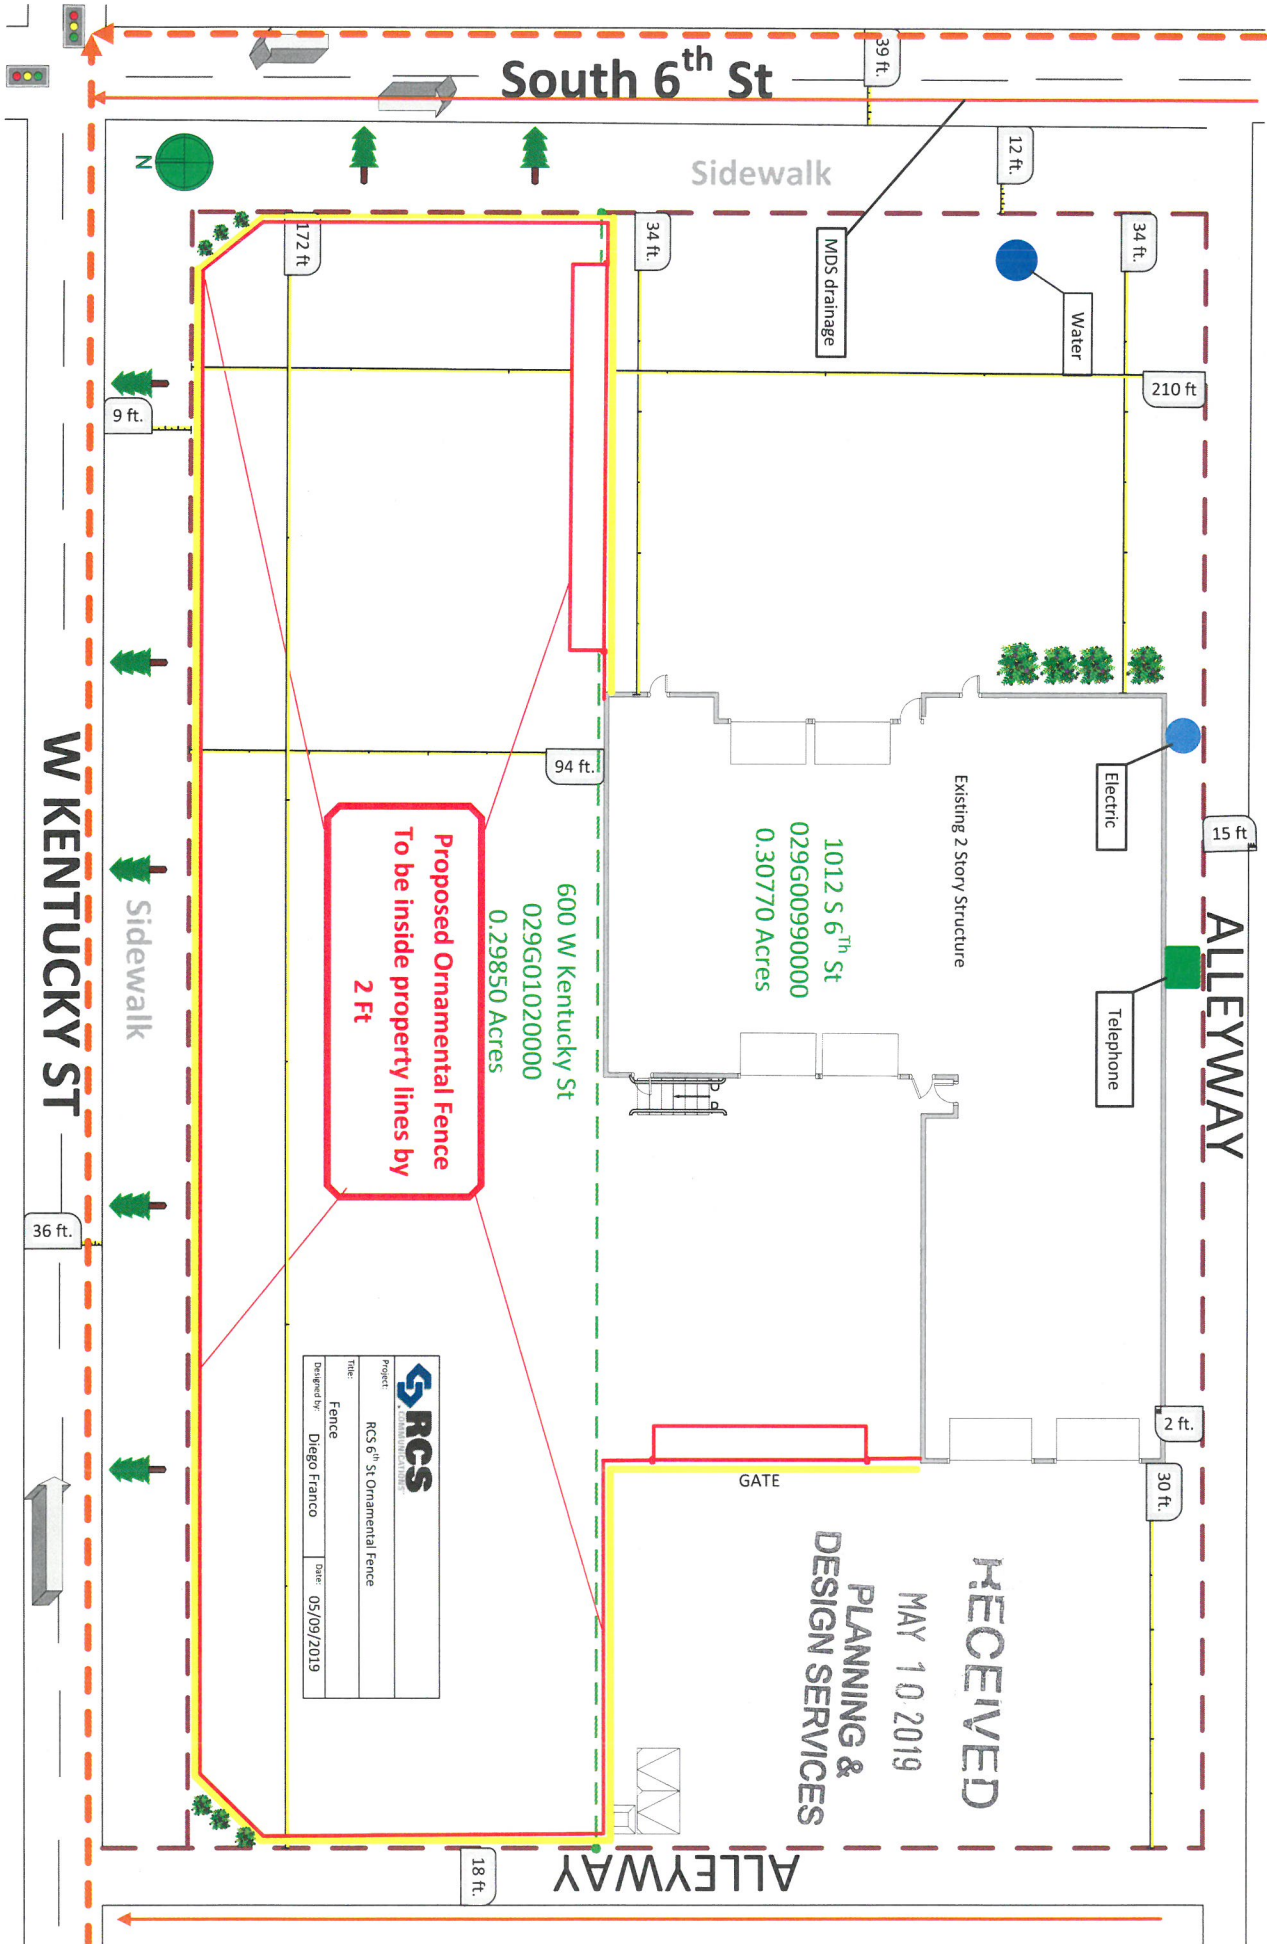 South 6th St
39 ft.
Sidewalk
12 ft.
N
172 ft
34 ft.
34 ft.
MDS drainage
Water
210 ft
9 ft.
94 ft.
Electric
15 ft
ALLEYWAY
Existing 2 Story Structure
1012 S 6Th St
029G00990000
0.30770 Acres
600 W Kentucky St
029G01020000
0.29850 Acres
Proposed Ornamental Fence
To be inside property lines by
2 Ft
Telephone
W KENTUCKY ST
Sidewalk
36 ft.
RCS
COMMUNICATIONS
Project:
RCS 6th St Ornamental Fence
Title:
Fence
Designed by:
Diego Franco
Date:
05/09/2019
2 ft.
30 ft.
GATE
RECEIVED
MAY 10 2019
PLANNING &
DESIGN SERVICES
18 ft.
ALLEYWAY